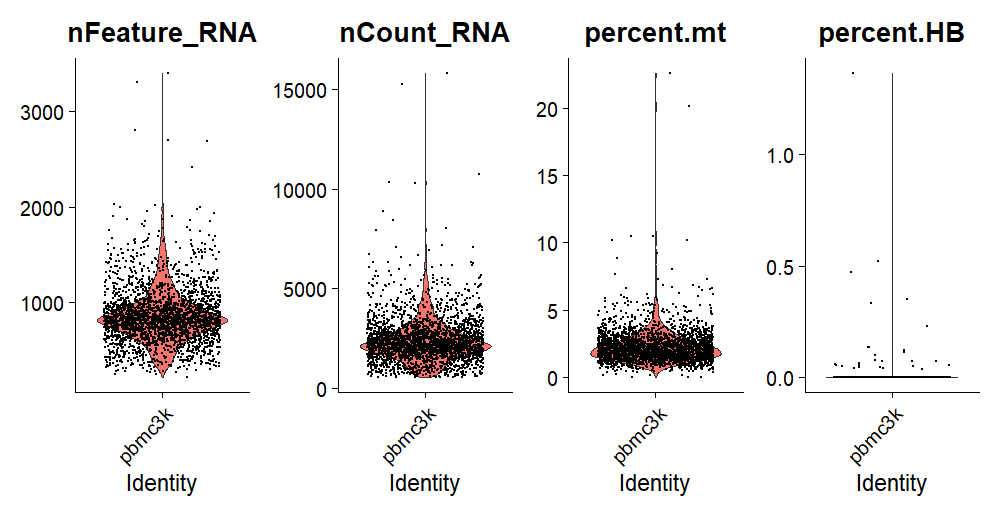 nFeature_RNA
3000
2000
1000
pbmc3k
Identity
nCount_RNA
15000
10000
5000
0
pbmc3k
Identity
percent.mt
20
15
10
5
0
pbmc3k
Identity
percent.HB
1.0
0.5
0.0
pbmc3k
Identity